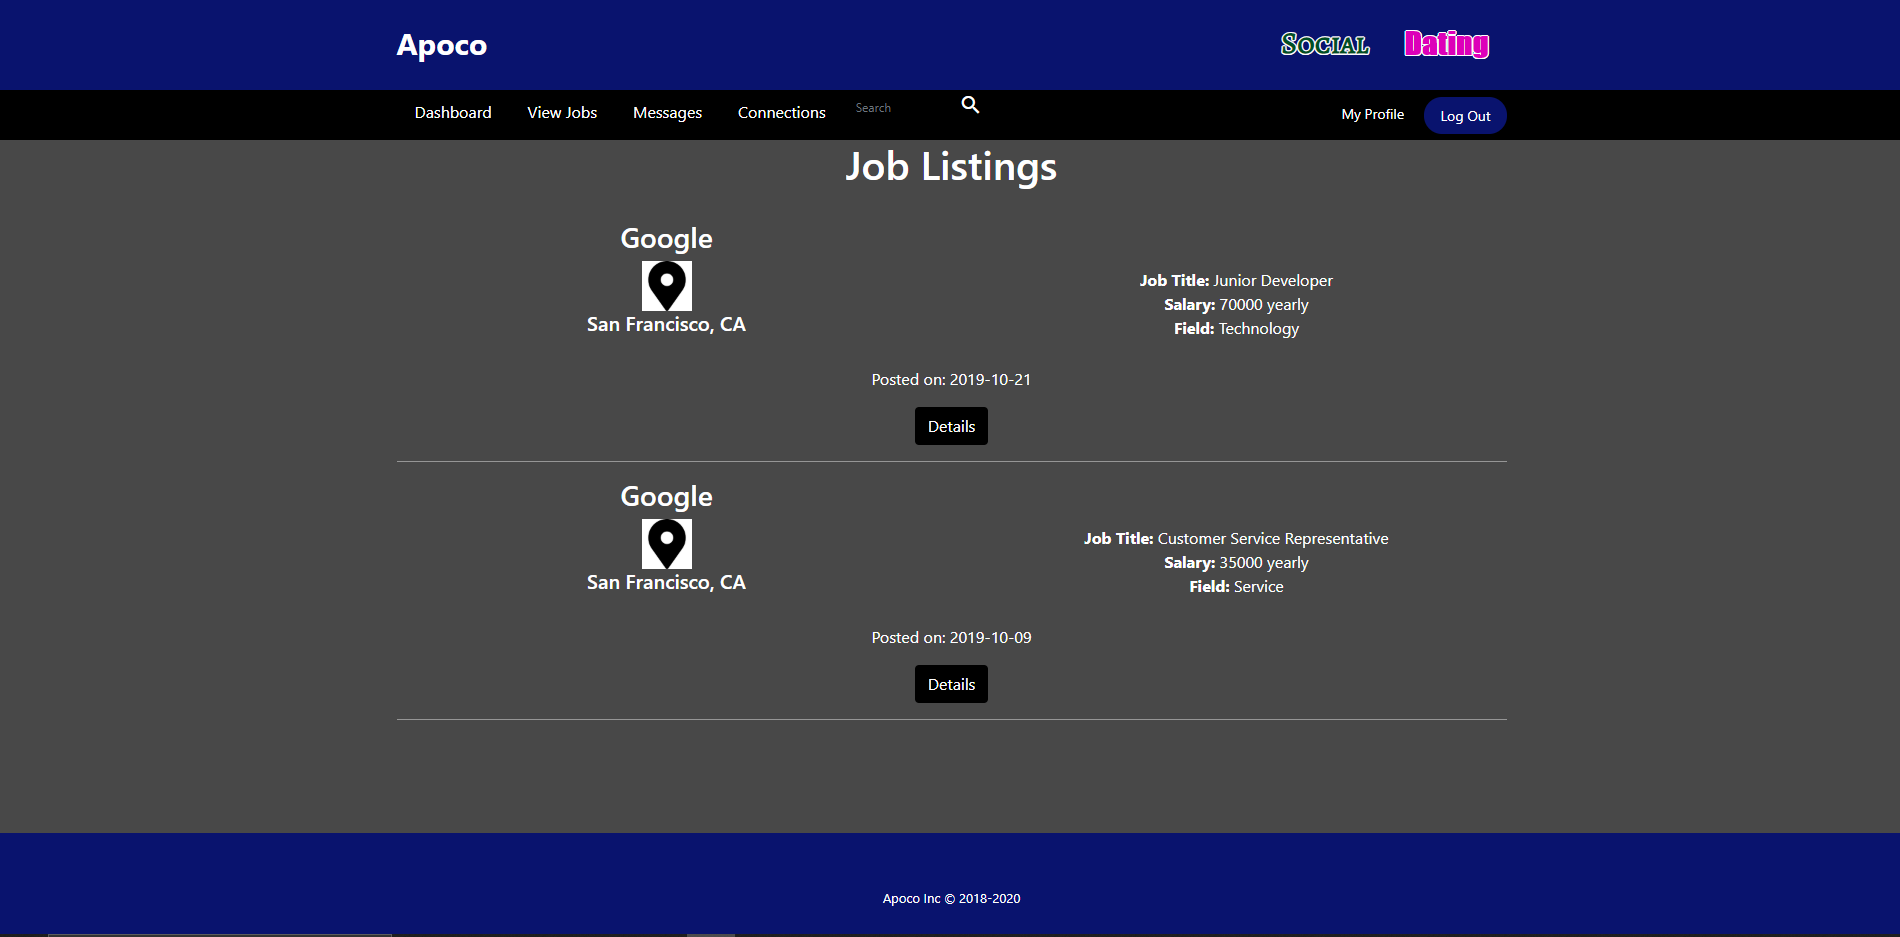 Apoco
Social
Dating
Dashboard View Jobs Messages Connections Search My Profile Log Out
Job Listings
Google
San Francisco, CA
Job Title: Junior Developer
Salary: 70000 yearly
Field: Technology
Posted on: 2019-10-21
Details
Google
San Francisco, CA
Job Title: Customer Service Representative
Salary: 35000 yearly
Field: Service
Posted on: 2019-10-09
Details
Apoco Inc © 2018-2020